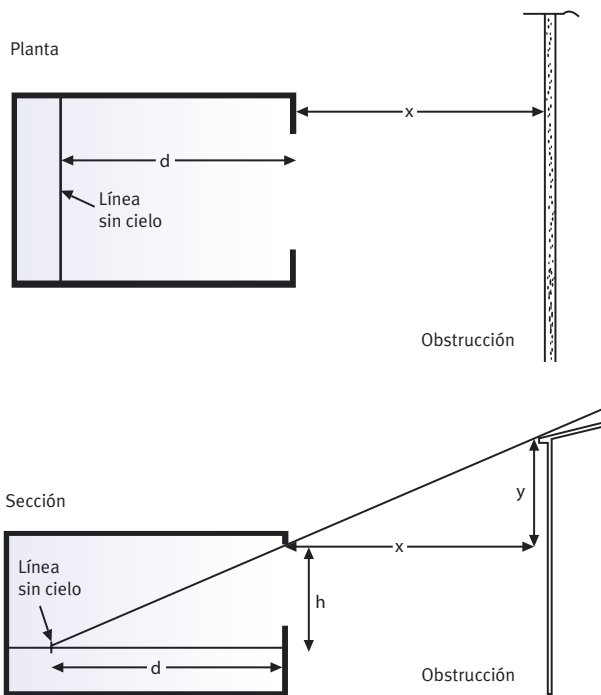 Planta
x
d
Línea
sin cielo
Obstrucción
y
Sección
x
Línea
sin cielo
h
d
Obstrucción